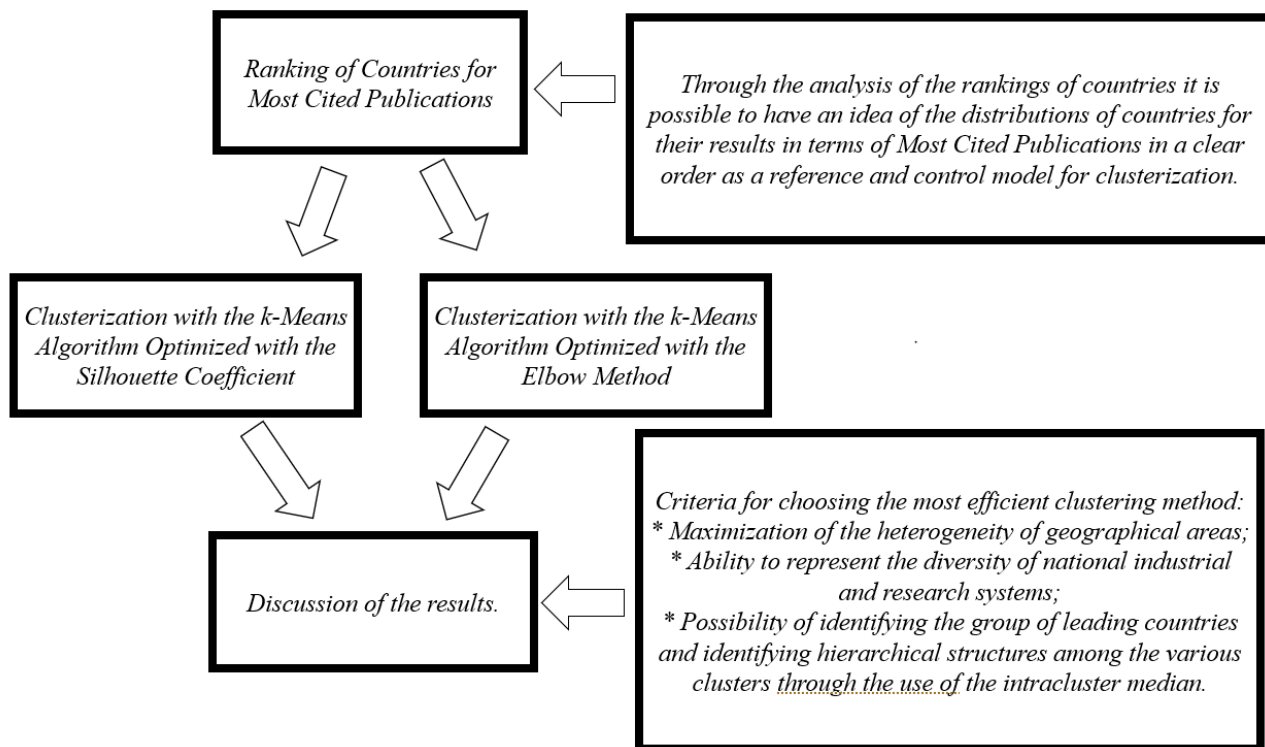 Ranking of Countries for
Most Cited Publications
Through the analysis of the rankings of countries it is
possible to have an idea of the distributions of countries for
their results in terms of Most Cited Publications in a clear
order as a reference and control model for clusterization.
Clusterization with the k-Means
Algorithm Optimized with the
Silhouette Coefficient
Clusterization with the k-Means
Algorithm Optimized with the
Elbow Method
Criteria for choosing the most efficient clustering method:
* Maximization of the heterogeneity of geographical areas;
* Ability to represent the diversity of national industrial
and research systems;
* Possibility of identifying the group of leading countries
and identifying hierarchical structures among the various
clusters through the use of the intracluster median.
Discussion of the results.